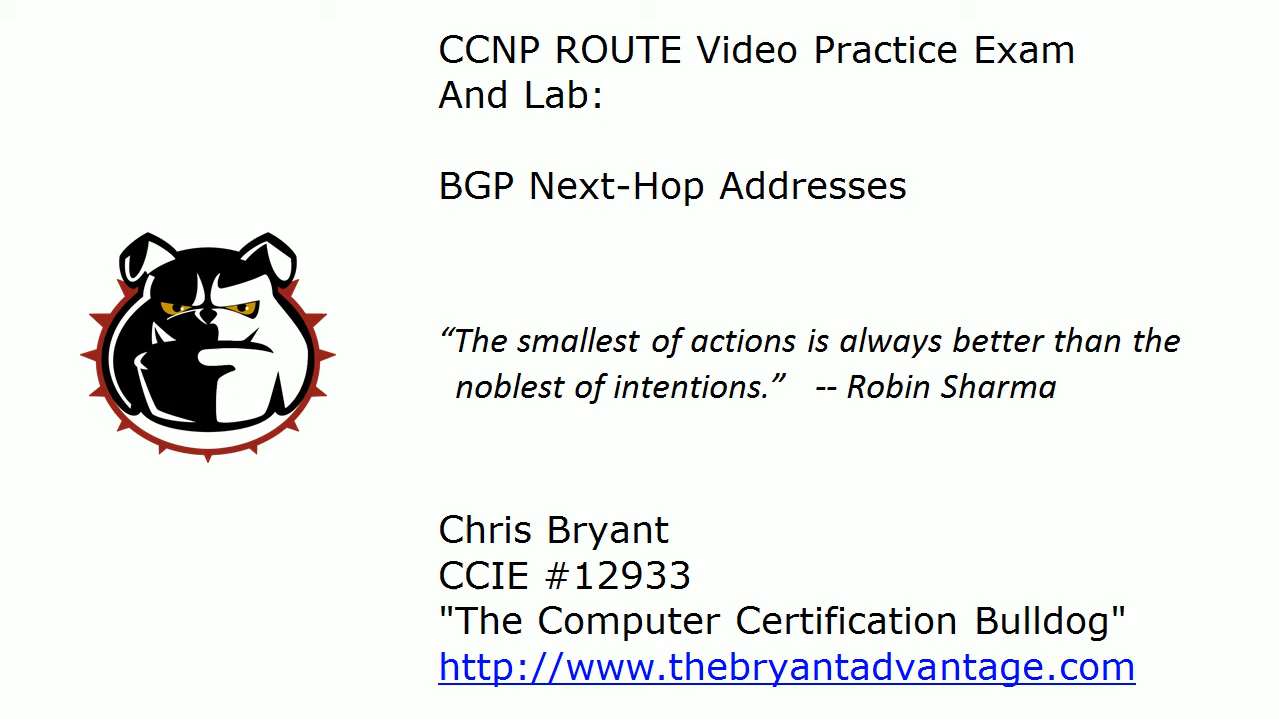 CCNP ROUTE Video Practice Exam
And Lab:
BGP Next-Hop Addresses
“The smallest of actions is always better than the
noblest of intentions.” -- Robin Sharma
Chris Bryant
CCIE #12933
"The Computer Certification Bulldog"
http://www.thebryantadvantage.com